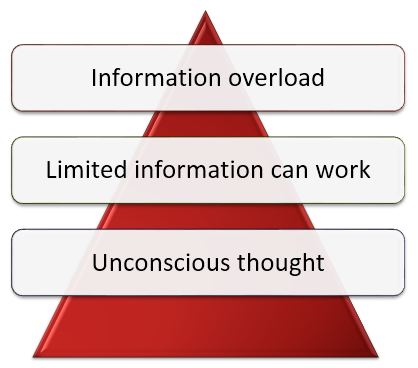 Information overload
Limited information can work
Unconscious thought